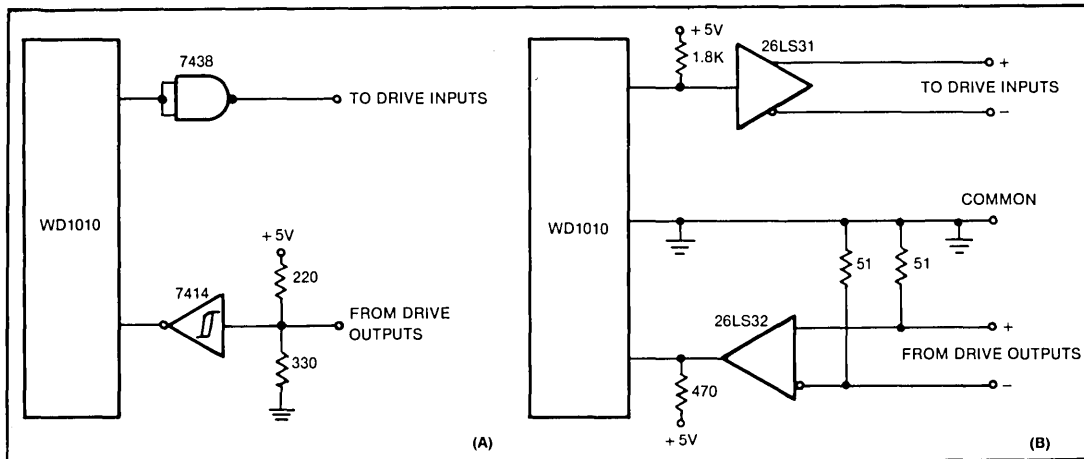 7438
TO DRIVE INPUTS
WD1010
+5V
220
7414
FROM DRIVE
OUTPUTS
330
(A)
+5V
1.8K
26LS31
+
TO DRIVE INPUTS
−
COMMON
WD1010
51
51
26LS32
+
FROM DRIVE OUTPUTS
−
470
+5V
(B)